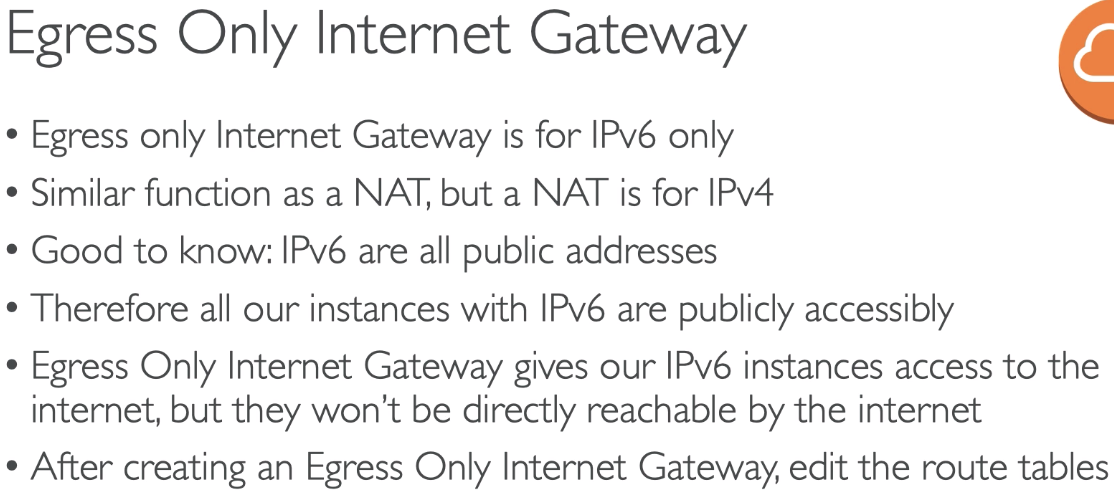 Egress Only Internet Gateway
• Egress only Internet Gateway is for IPv6 only
• Similar function as a NAT, but a NAT is for IPv4
• Good to know: IPv6 are all public addresses
• Therefore all our instances with IPv6 are publicly accessibly
• Egress Only Internet Gateway gives our IPv6 instances access to the
internet, but they won't be directly reachable by the internet
• After creating an Egress Only Internet Gateway, edit the route tables